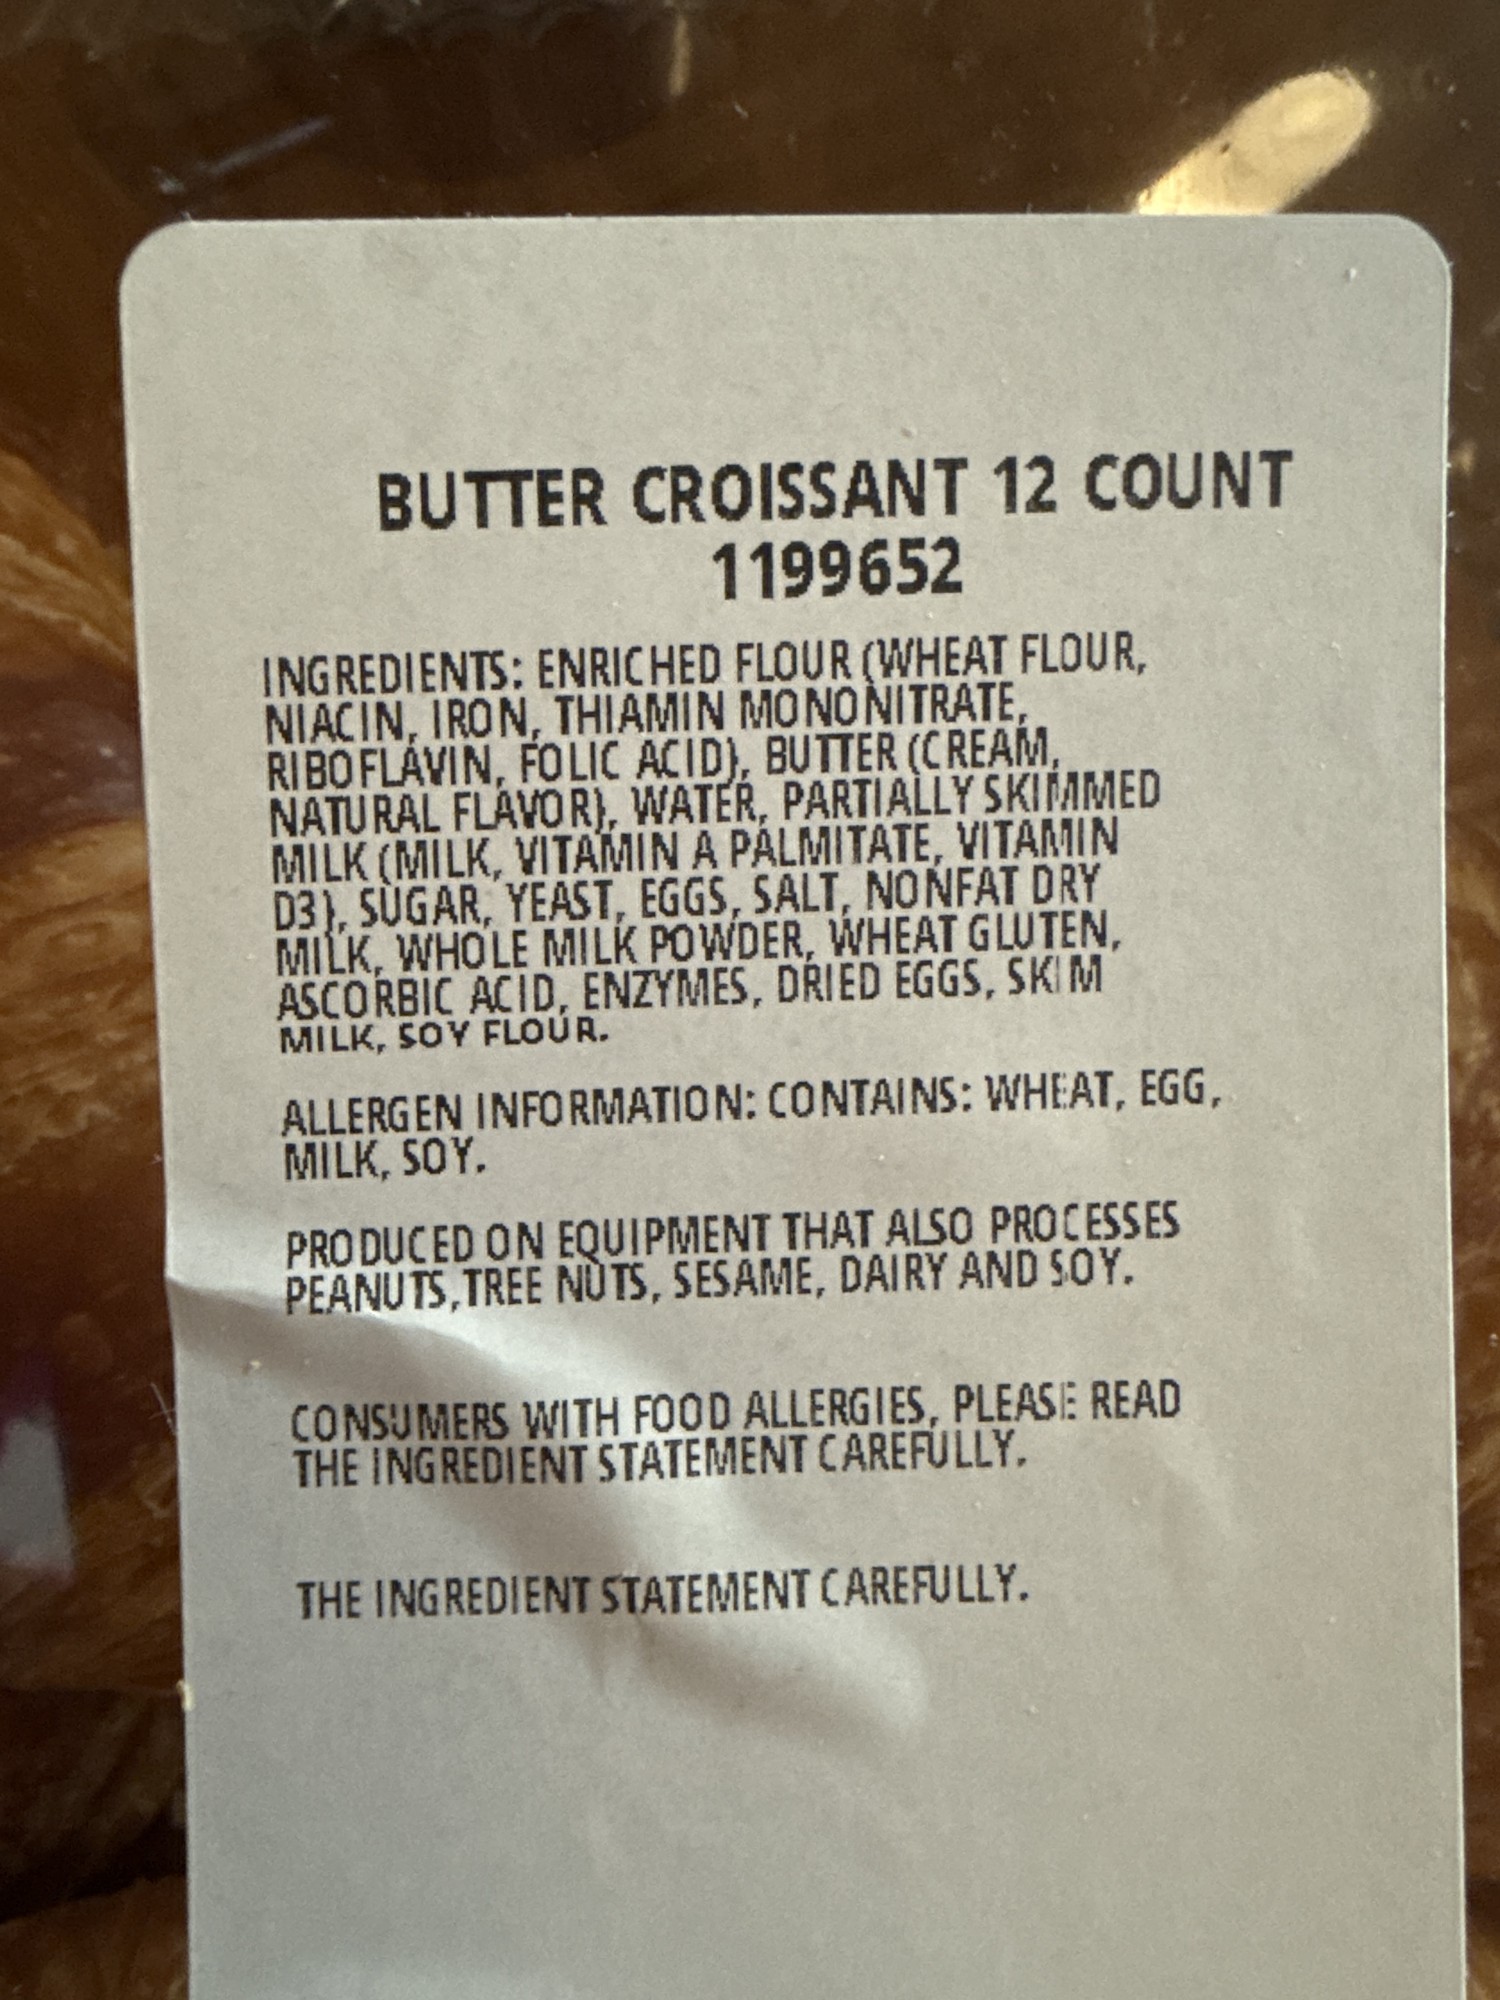 BUTTER CROISSANT 12 COUNT
1199652
INGREDIENTS: ENRICHED FLOUR (WHEAT FLOUR,
NIACIN, IRON, THIAMIN MONONITRATE,
RIBOFLAVIN, FOLIC ACID), BUTTER (CREAM,
NATURAL FLAVOR), WATER, PARTIALLY SKIMMED
MILK (MILK, VITAMIN A PALMITATE, VITAMIN
D3), SUGAR, YEAST, EGGS, SALT, NONFAT DRY
MILK, WHOLE MILK POWDER, WHEAT GLUTEN,
ASCORBIC ACID, ENZYMES, DRIED EGGS, SKIM
MILK, SOY FLOUR.
ALLERGEN INFORMATION: CONTAINS: WHEAT, EGG,
MILK, SOY.
PRODUCED ON EQUIPMENT THAT ALSO PROCESSES
PEANUTS,TREE NUTS, SESAME, DAIRY AND SOY.
CONSUMERS WITH FOOD ALLERGIES, PLEASE READ
THE INGREDIENT STATEMENT CAREFULLY.
THE INGREDIENT STATEMENT CAREFULLY.